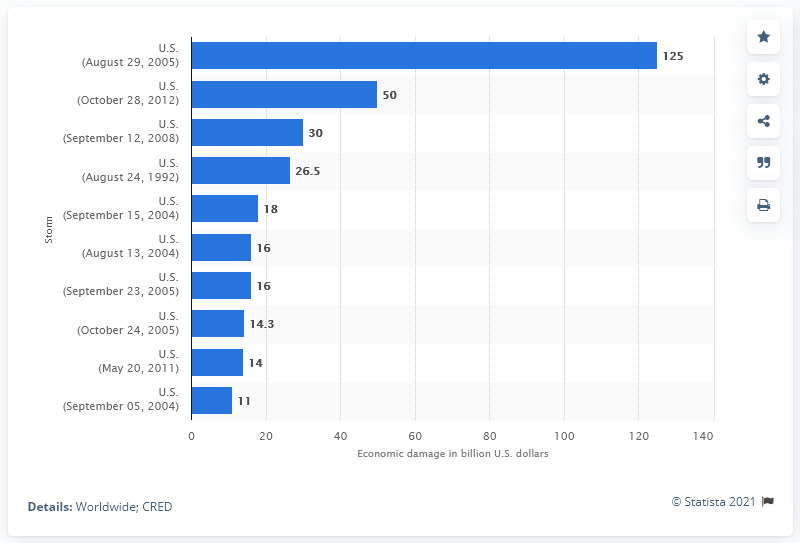 U.S.
(August 29, 2005)
125
U.S.
(October 28, 2012)
50
U.S.
(September 12, 2008)
30
U.S.
(August 24, 1992)
26.5
U.S.
(September 15, 2004)
18
U.S.
(August 13, 2004)
16
U.S.
(September 23, 2005)
16
U.S.
(October 24, 2005)
14.3
U.S.
(May 20, 2011)
14
U.S.
(September 05, 2004)
11
Storm
0 20 40 60 80 100 120 140
Economic damage in billion U.S. dollars
Details: Worldwide; CRED
© Statista 2021